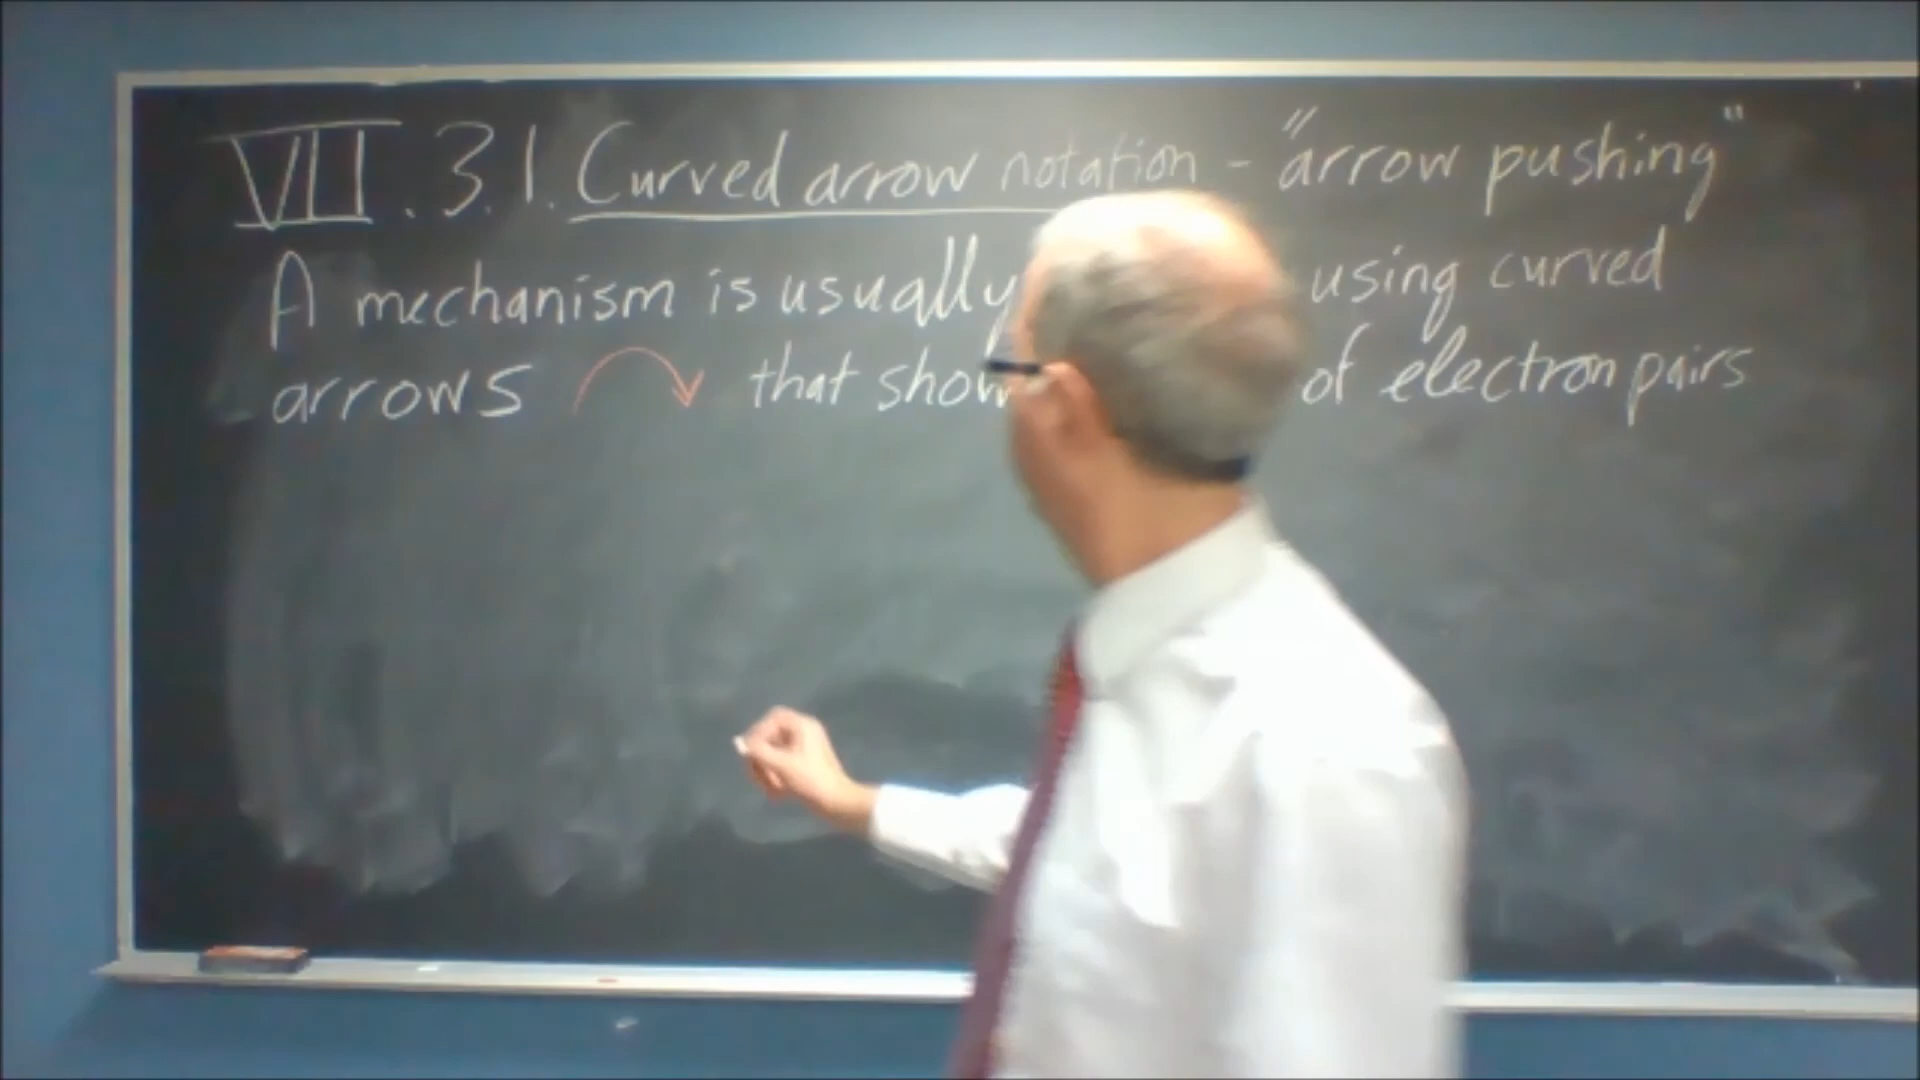 VII.3.1. Curved arrow notation - "arrow pushing"
A mechanism is usually using curved
arrows that show of electron pairs